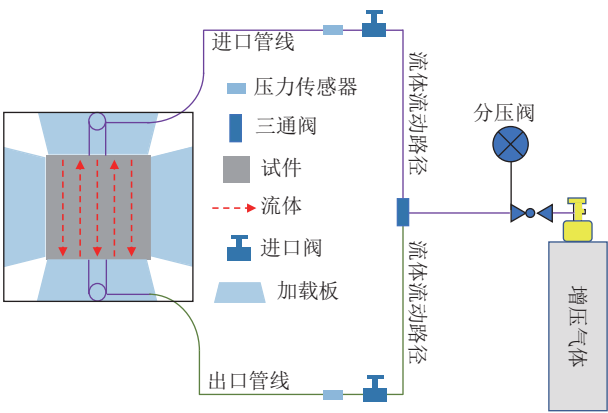 进口管线
压力传感器
三通阀
试件
流体
进口阀
加载板
出口管线
流体流动路径
流体流动路径
分压阀
增压气体